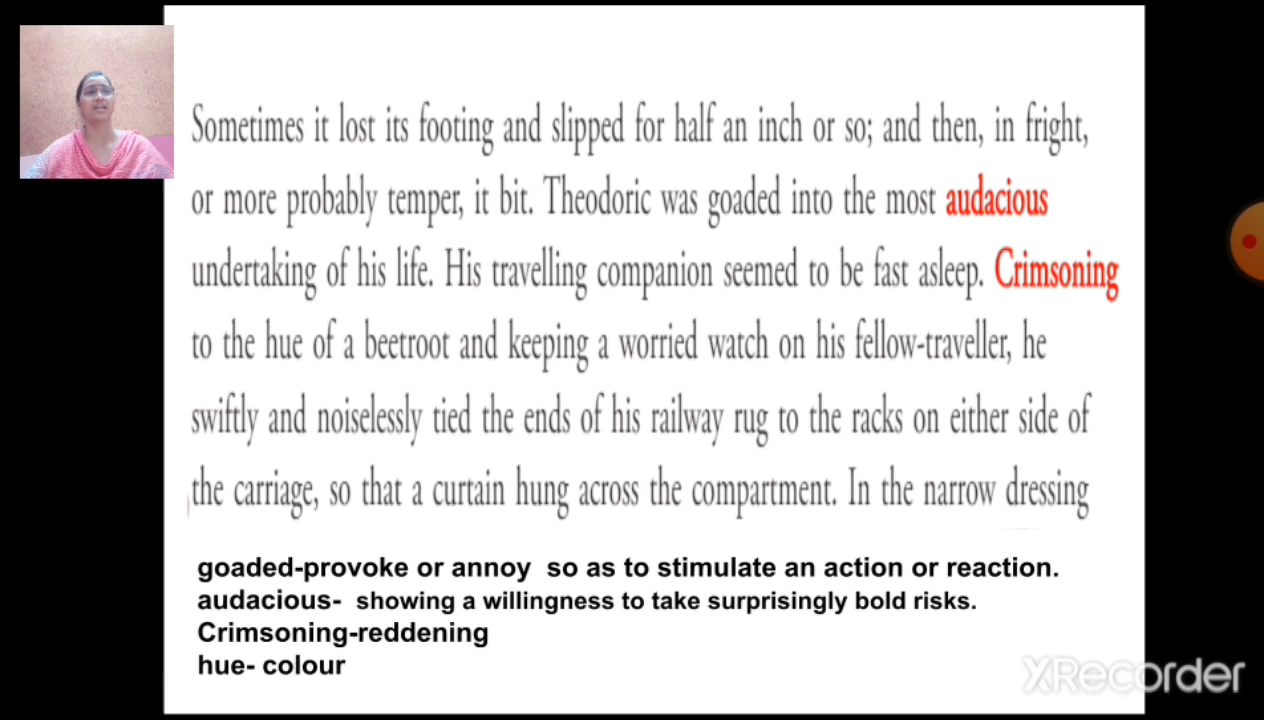 Sometimes it lost its footing and slipped for half an inch or so; and then, in fright,
or more probably temper, it bit. Theodoric was goaded into the most audacious
undertaking of his life. His travelling companion seemed to be fast asleep. Crimsoning
to the hue of a beetroot and keeping a worried watch on his fellow-traveller, he
swiftly and noiselessly tied the ends of his railway rug to the racks on either side of
the carriage, so that a curtain hung across the compartment. In the narrow dressing
goaded-provoke or annoy so as to stimulate an action or reaction.
audacious- showing a willingness to take surprisingly bold risks.
Crimsoning-reddening
hue- colour
XRecorder